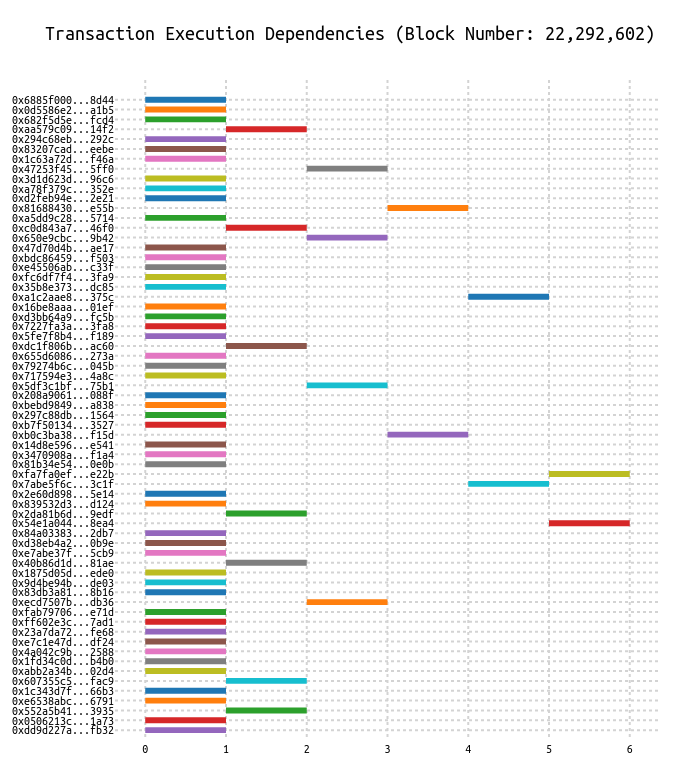 Transaction Execution Dependencies (Block Number: 22,292,602)
0x6885f000...8d44
0x0d5586e2...a1b5
0x682f5d5e...fcd4
0xaa579c09...14f2
0x294c68eb...292c
0x83207cad...eebe
0x1c63a72d...f46a
0x47253f45...5ff0
0x3d1d623d...96c6
0xa78f379c...352e
0xd2feb94e...2e21
0x81688430...e55b
0xa5dd9c28...5714
0xc0d843a7...46f0
0x650e9cbc...9b42
0x47d70d4b...ae17
0xbdc86459...f503
0xe45506ab...c33f
0xfc6df7f4...3fa9
0x35b8e373...dc85
0xa1c2aae8...375c
0x16be8aaa...01ef
0xd3bb64a9...fc5b
0x7227fa3a...3fa8
0x5fe7f8b4...f189
0xdc1f806b...ac60
0x655d6086...273a
0x79274b6c...045b
0x717594e3...4a8c
0x5df3c1bf...75b1
0x208a9061...088f
0xbebd9849...a838
0x297c88db...1564
0xb7f50134...3527
0xb0c3ba38...f15d
0x14d8e596...e541
0x3470908a...f1a4
0x81b34e54...0e0b
0xfa7fa0ef...e22b
0x7abe5f6c...3c1f
0x2e60d898...5e14
0x839532d3...d124
0x2da81b6d...9edf
0x54e1a044...8ea4
0x84a03383...2db7
0xd38eb4a2...0b9e
0xe7abe37f...5cb9
0x40b86d1d...81ae
0x1875d05d...ede0
0x9d4be94b...de03
0x83db3a81...8b16
0xecd7507b...db36
0xfab79706...e71d
0xff602e3c...7ad1
0x23a7da72...fe68
0xe7c1e47d...df24
0x4a042c9b...2588
0x1fd34c0d...b4b0
0xabb2a34b...02d4
0x607355c5...fac9
0x1c343d7f...66b3
0xe6538abc...6791
0x552a5b41...3935
0x0506213c...1a73
0xdd9d227a...fb32
0 1 2 3 4 5 6